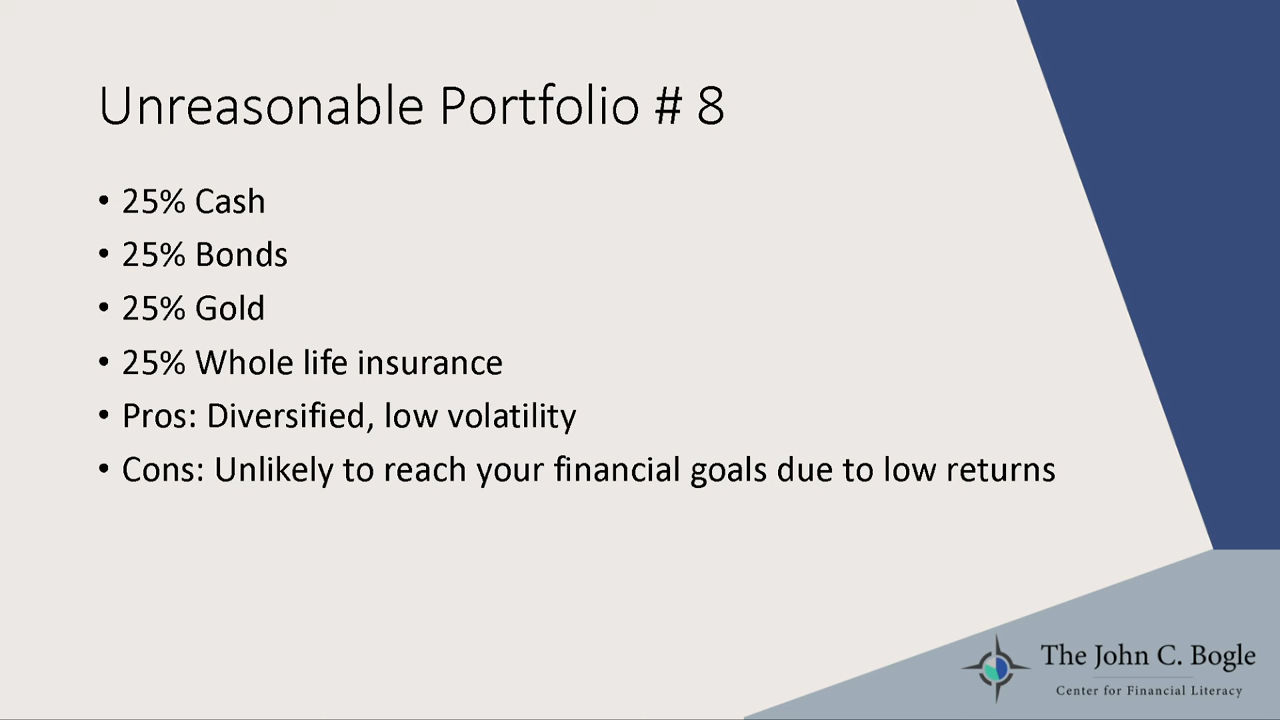 Unreasonable Portfolio # 8
• 25% Cash
• 25% Bonds
• 25% Gold
• 25% Whole life insurance
• Pros: Diversified, low volatility
• Cons: Unlikely to reach your financial goals due to low returns
The John C. Bogle
Center for Financial Literacy